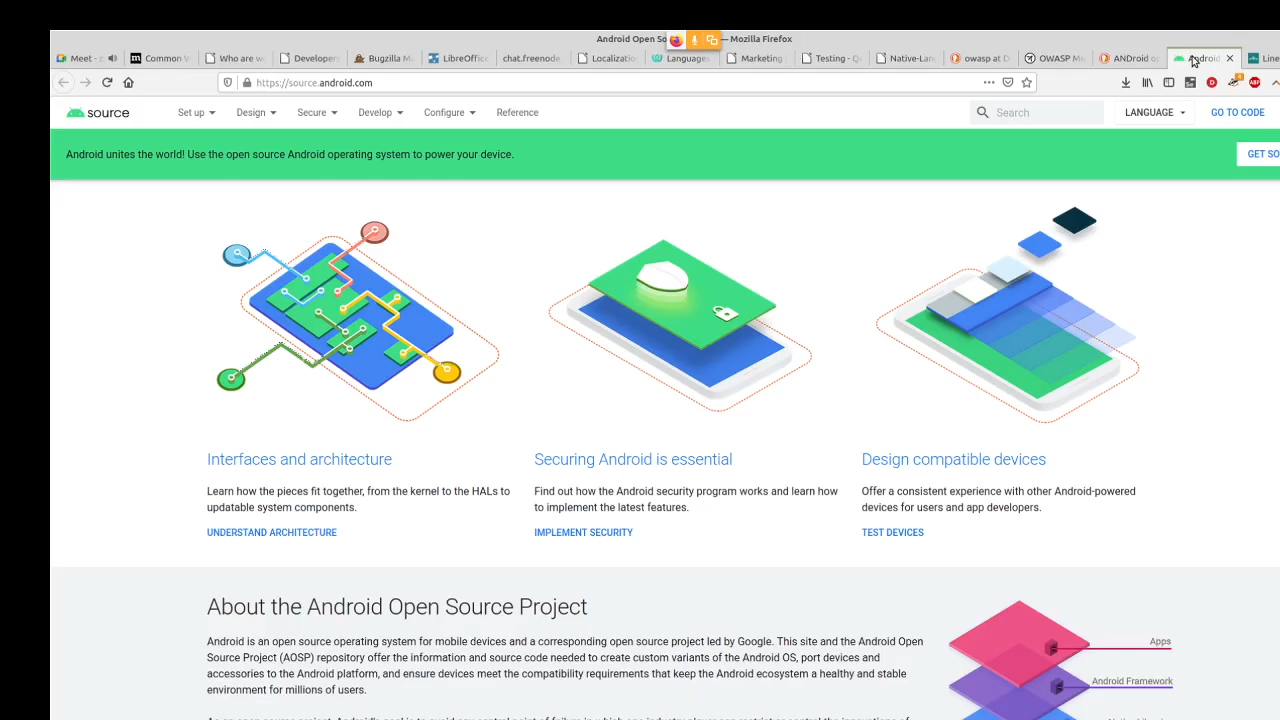 Android Open So — Mozilla Firefox
Meet - Common V Who are w Developers Bugzilla M LibreOffice chat.freenode Localizatio Languages Marketing Testing - Q Native-Lan owasp at D OWASP M ANDroid op Android Line
https://source.android.com
source Set up Design Secure Develop Configure Reference Search LANGUAGE GO TO CODE
Android unites the world! Use the open source Android operating system to power your device. GET SO
Interfaces and architecture
Learn how the pieces fit together, from the kernel to the HALs to
updatable system components.
UNDERSTAND ARCHITECTURE
Securing Android is essential
Find out how the Android security program works and learn how
to implement the latest features.
IMPLEMENT SECURITY
Design compatible devices
Offer a consistent experience with other Android-powered
devices for users and app developers.
TEST DEVICES
About the Android Open Source Project
Android is an open source operating system for mobile devices and a corresponding open source project led by Google. This site and the Android Open
Source Project (AOSP) repository offer the information and source code needed to create custom variants of the Android OS, port devices and
accessories to the Android platform, and ensure devices meet the compatibility requirements that keep the Android ecosystem a healthy and stable
environment for millions of users.
Apps
Android Framework